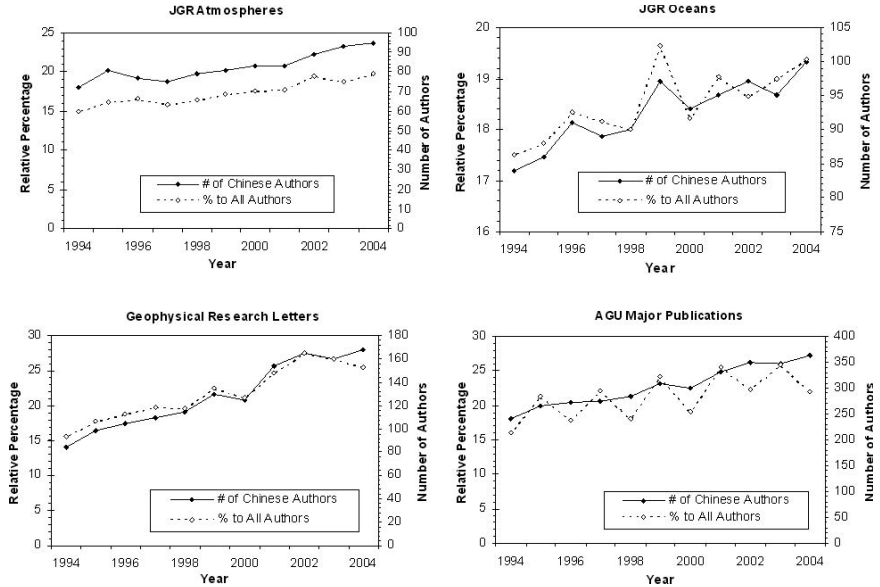 JGR Atmospheres
25
20
15
10
5
0
Relative Percentage
100
90
80
70
60
50
40
30
20
10
0
Number of Authors
# of Chinese Authors
% to All Authors
1994 1996 1998 2000 2002 2004
Year
JGR Oceans
20
19
18
17
16
Relative Percentage
105
100
95
90
85
80
75
Number of Authors
# of Chinese Authors
% to All Authors
1994 1996 1998 2000 2002 2004
Year
Geophysical Research Letters
30
25
20
15
10
5
0
Relative Percentage
180
160
140
120
100
80
60
40
20
0
Number of Authors
# of Chinese Authors
% to All Authors
1994 1996 1998 2000 2002 2004
Year
AGU Major Publications
30
25
20
15
10
5
0
Relative Percentage
400
350
300
250
200
150
100
50
0
Number of Authors
# of Chinese Authors
% to All Authors
1994 1996 1998 2000 2002 2004
Year